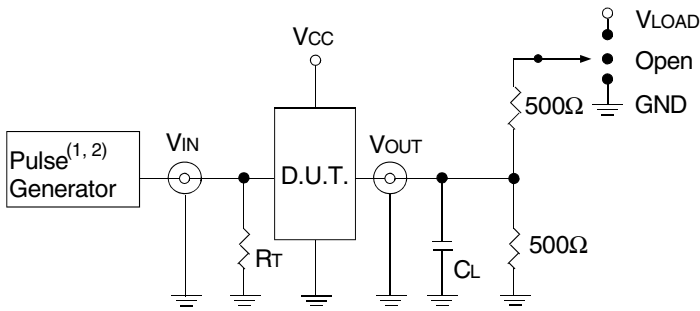 VLOAD
VCC
Open
500Ω
GND
Pulse(1, 2)
Generator
VIN
D.U.T.
VOUT
RT
CL
500Ω